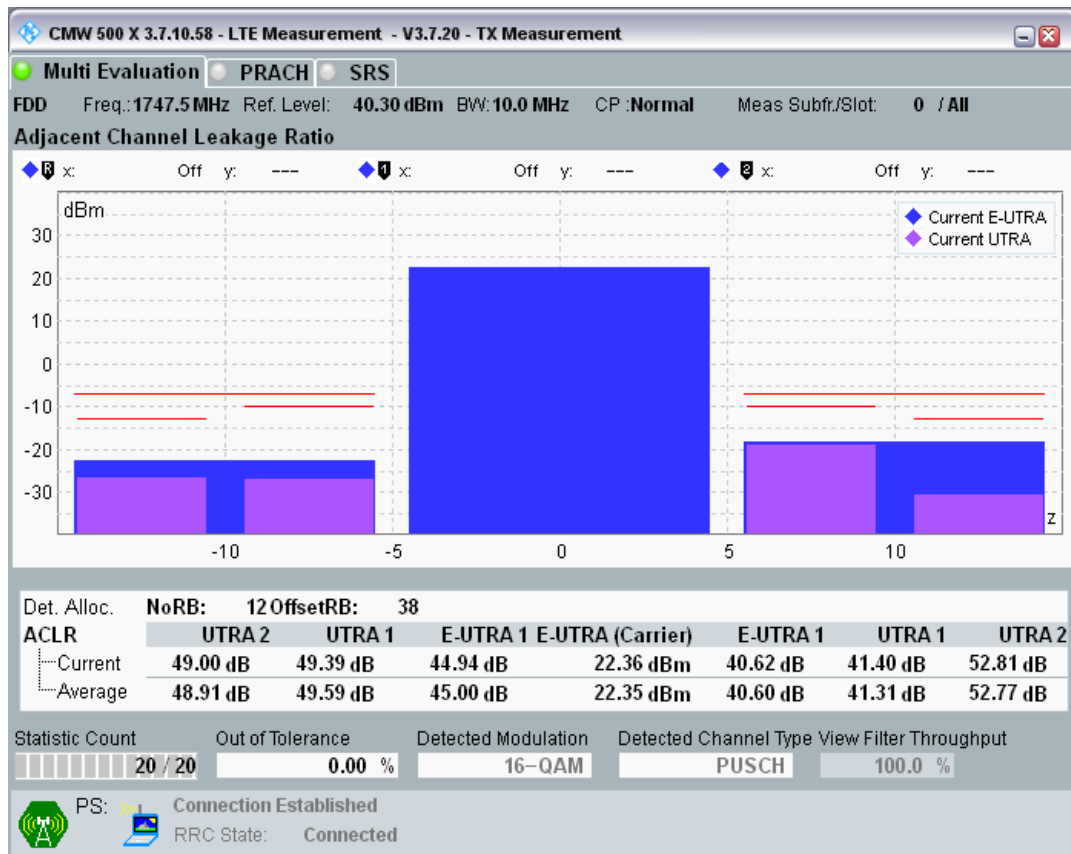 CMW 500 X 3.7.10.58 - LTE Measurement - V3.7.20 - TX Measurement
Multi Evaluation PRACH SRS
FDD Freq.: 1747.5 MHz Ref. Level: 40.30 dBm BW: 10.0 MHz CP : Normal Meas Subfr./Slot: 0 / All
Adjacent Channel Leakage Ratio
R x: Off y: --- 1 x: Off y: --- 2 x: Off y: ---
dBm
Current E-UTRA
Current UTRA
30
20
10
0
-10
-20
-30
z
-10 -5 0 5 10
Det. Alloc. NoRB: 12 OffsetRB: 38
ACLR UTRA 2 UTRA 1 E-UTRA 1 E-UTRA (Carrier) E-UTRA 1 UTRA 1 UTRA 2
Current 49.00 dB 49.39 dB 44.94 dB 22.36 dBm 40.62 dB 41.40 dB 52.81 dB
Average 48.91 dB 49.59 dB 45.00 dB 22.35 dBm 40.60 dB 41.31 dB 52.77 dB
Statistic Count Out of Tolerance Detected Modulation Detected Channel Type View Filter Throughput
20 / 20 0.00 % 16-QAM PUSCH 100.0 %
PS: Connection Established
RRC State: Connected